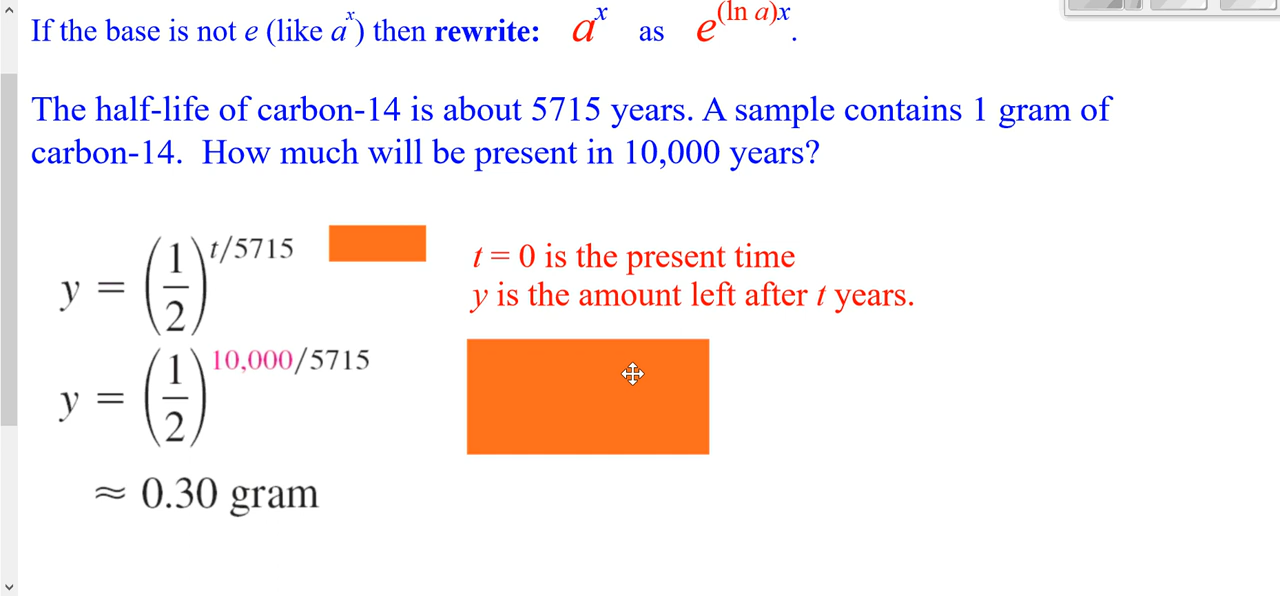 If the base is not e (like aˣ) then rewrite: aˣ as e^(ln a)x.
The half-life of carbon-14 is about 5715 years. A sample contains 1 gram of
carbon-14. How much will be present in 10,000 years?
y = (1/2)^t/5715
t = 0 is the present time
y is the amount left after t years.
y = (1/2)^10,000/5715
≈ 0.30 gram